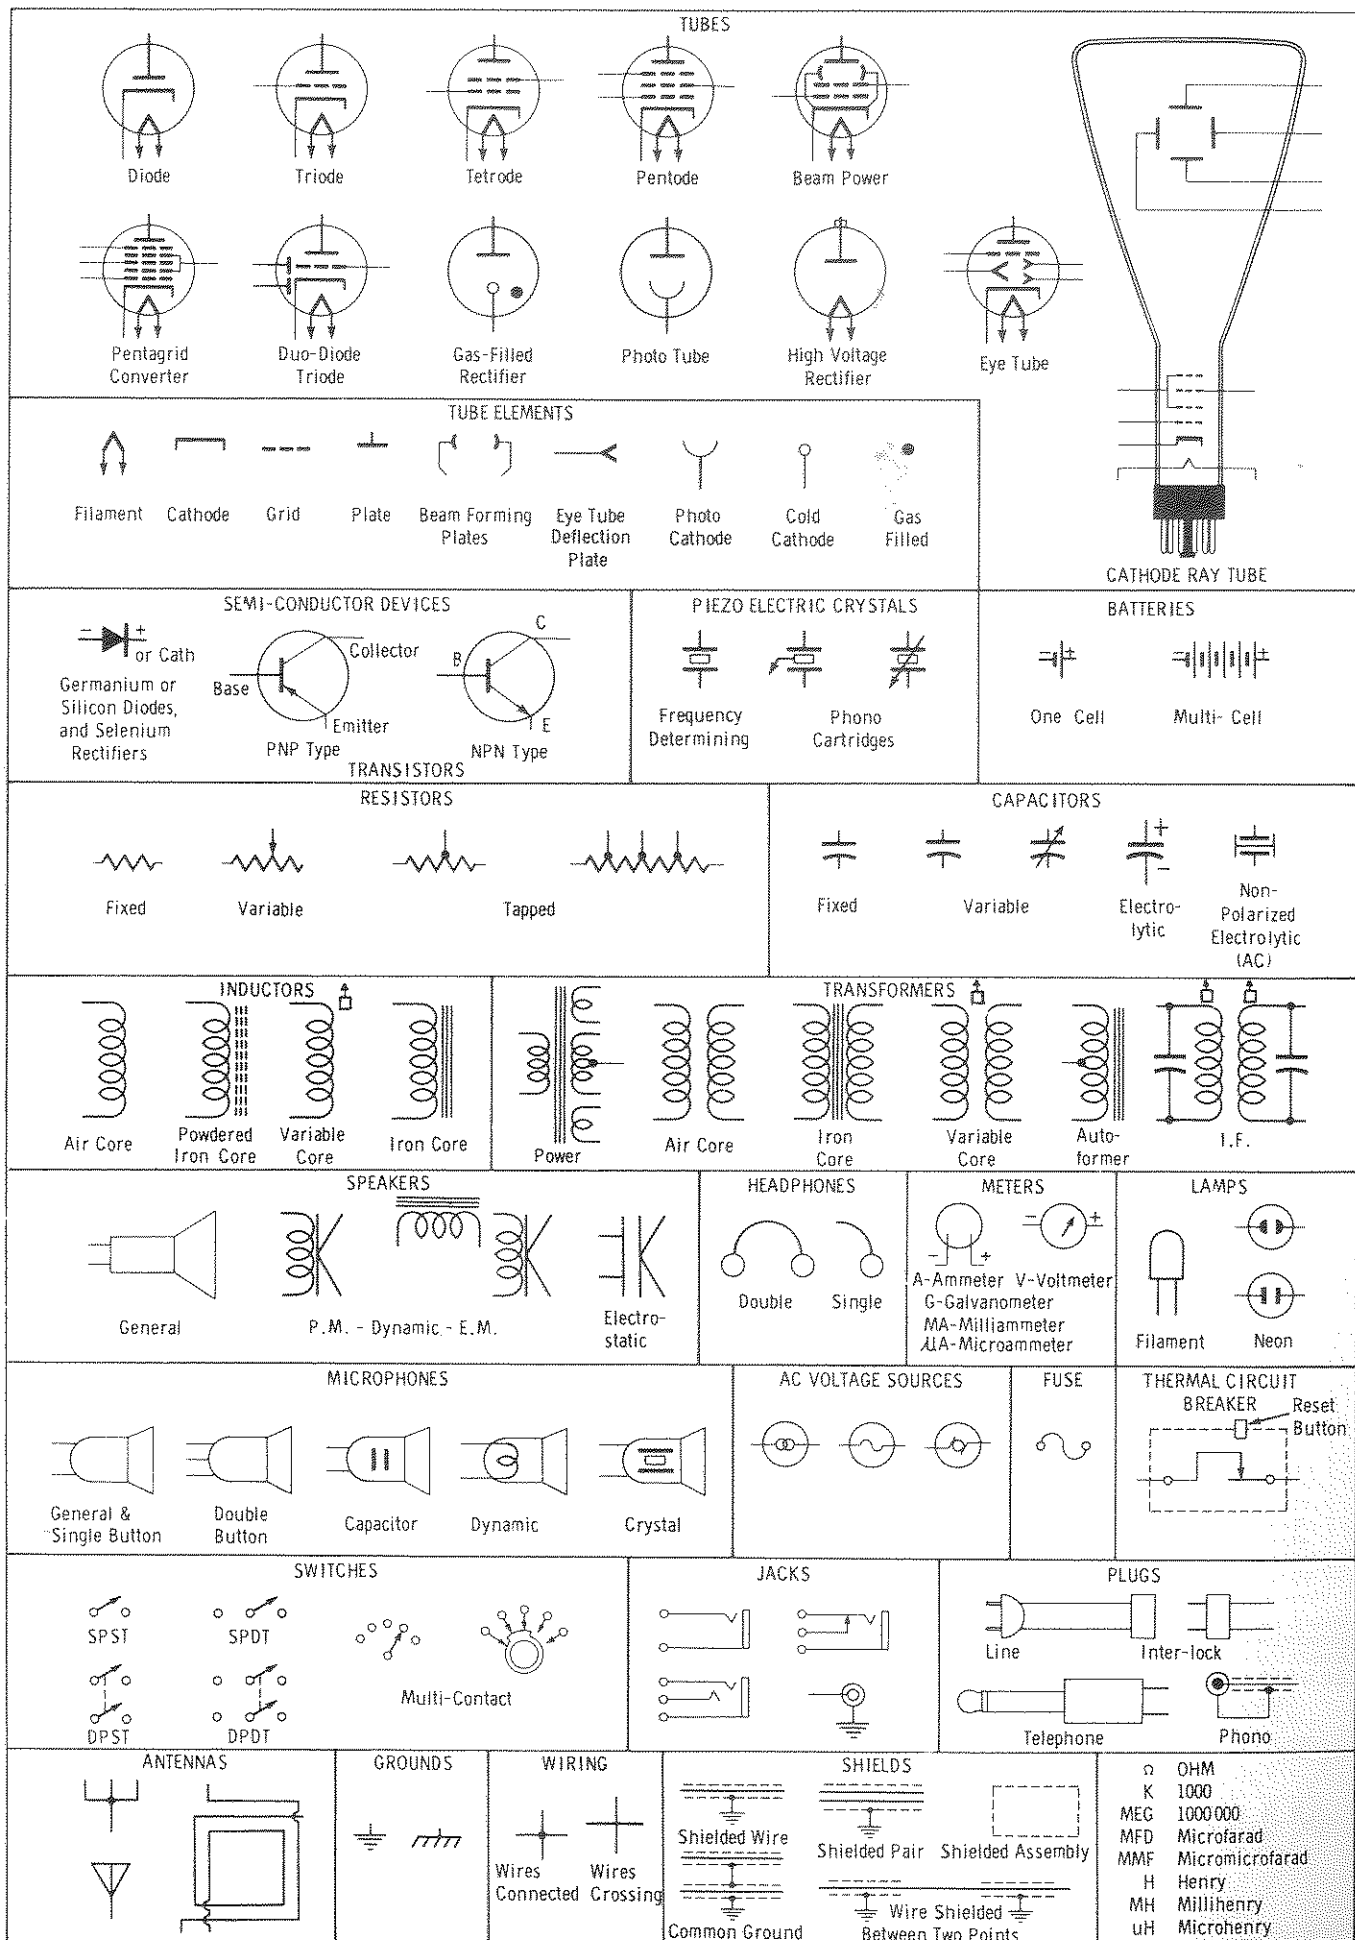 TUBES
Diode
Triode
Tetrode
Pentode
Beam Power
Pentagrid
Converter
Duo-Diode
Triode
Gas-Filled
Rectifier
Photo Tube
High Voltage
Rectifier
Eye Tube
CATHODE RAY TUBE
TUBE ELEMENTS
Filament
Cathode
Grid
Plate
Beam Forming
Plates
Eye Tube
Deflection
Plate
Photo
Cathode
Cold
Cathode
Gas
Filled
SEMI-CONDUCTOR DEVICES
- +
or Cath
Germanium or
Silicon Diodes,
and Selenium
Rectifiers
Base
Collector
Emitter
PNP Type
B
C
E
NPN Type
TRANSISTORS
PIEZO ELECTRIC CRYSTALS
Frequency
Determining
Phono
Cartridges
BATTERIES
- +
One Cell
- +
Multi-Cell
RESISTORS
Fixed
Variable
Tapped
CAPACITORS
Fixed
Variable
+
-
Electro-
lytic
Non-
Polarized
Electrolytic
(AC)
INDUCTORS
Air Core
Powdered
Iron Core
Variable
Core
Iron Core
TRANSFORMERS
Power
Air Core
Iron
Core
Variable
Core
Auto-
former
I.F.
SPEAKERS
General
P.M. - Dynamic - E.M.
Electro-
static
HEADPHONES
Double
Single
METERS
- +
- +
A-Ammeter V-Voltmeter
G-Galvanometer
MA-Milliammeter
µA-Microammeter
LAMPS
Filament
Neon
MICROPHONES
General &
Single Button
Double
Button
Capacitor
Dynamic
Crystal
AC VOLTAGE SOURCES
FUSE
THERMAL CIRCUIT
BREAKER
Reset
Button
SWITCHES
SPST
SPDT
DPST
DPDT
Multi-Contact
JACKS
PLUGS
Line
Inter-lock
Telephone
Phono
ANTENNAS
GROUNDS
WIRING
Wires
Connected
Wires
Crossing
SHIELDS
Shielded Wire
Shielded Pair
Shielded Assembly
Common Ground
Wire Shielded
Between Two Points
Ω OHM
K 1000
MEG 1000000
MFD Microfarad
MMF Micromicrofarad
H Henry
MH Millihenry
uH Microhenry